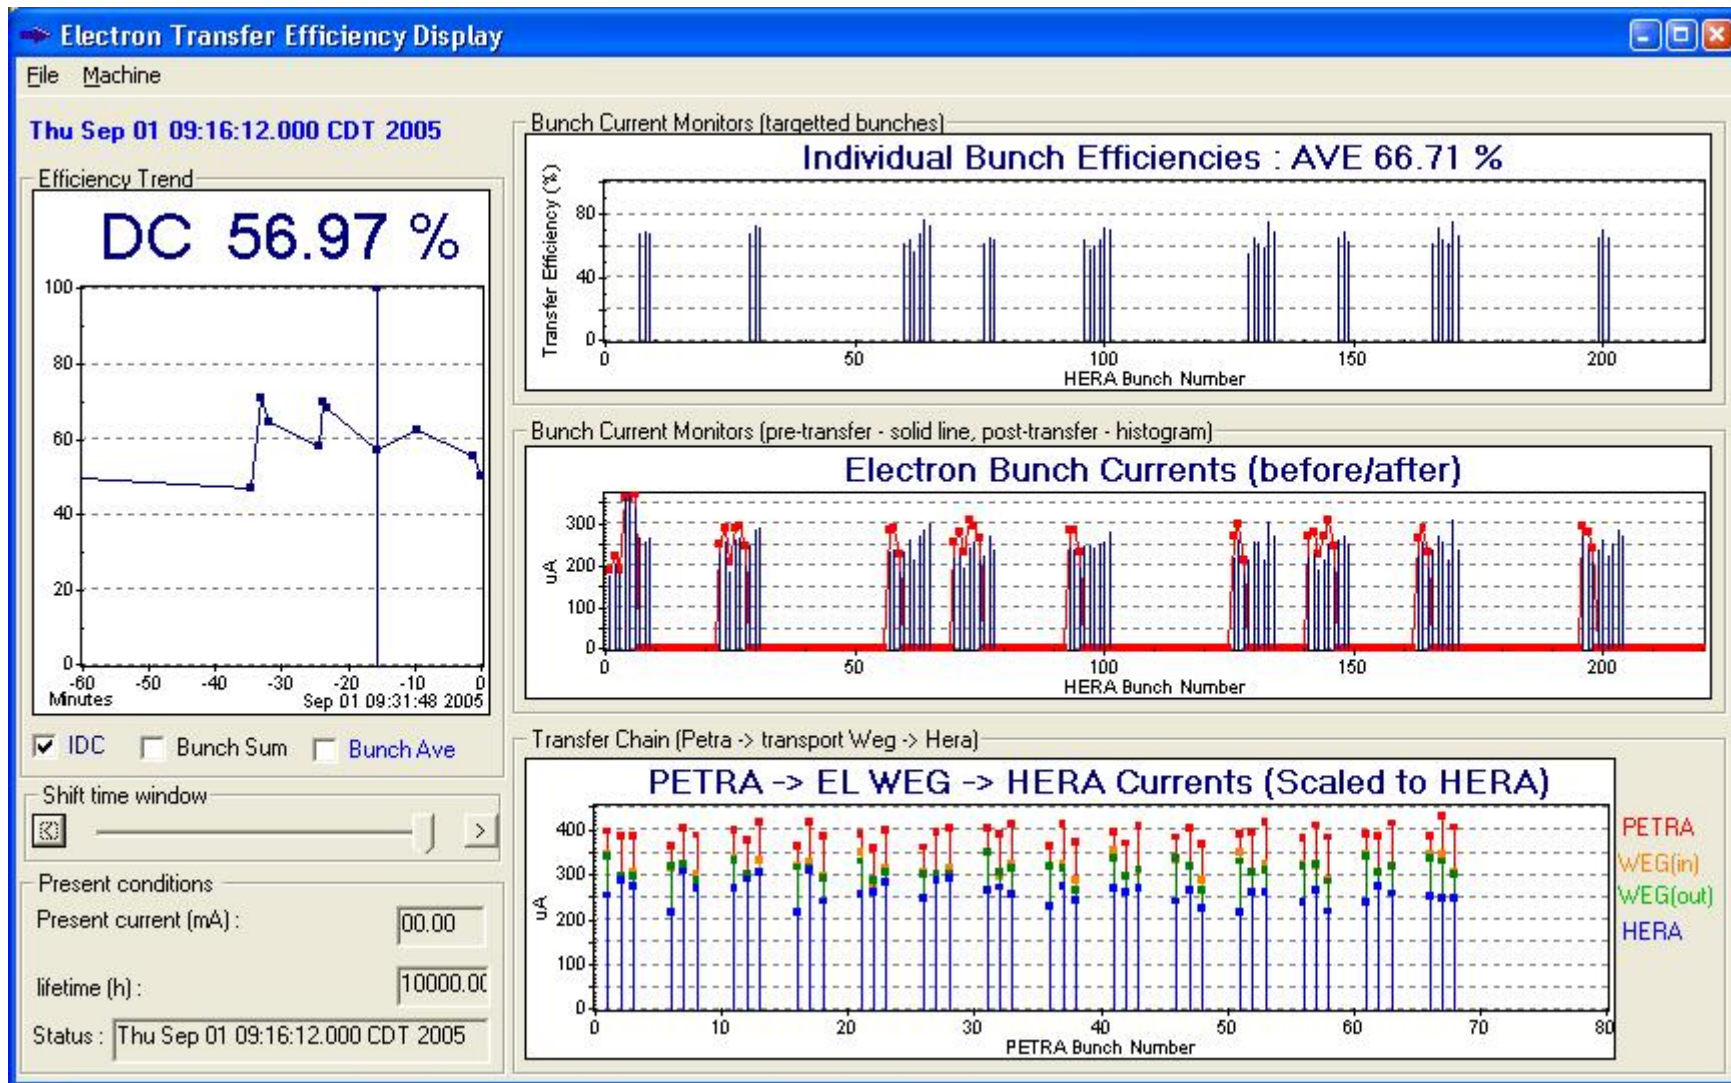 Electron Transfer Efficiency Display
File Machine
Thu Sep 01 09:16:12.000 CDT 2005
Efficiency Trend
DC 56.97 %
100
80
60
40
20
0
-60 -50 -40 -30 -20 -10 0
Minutes Sep 01 09:31:48 2005
IDC Bunch Sum Bunch Ave
Shift time window
< >
Present conditions
Present current (mA) : 00.00
lifetime (h) : 10000.00
Status : Thu Sep 01 09:16:12.000 CDT 2005
Bunch Current Monitors (targetted bunches)
Individual Bunch Efficiencies : AVE 66.71 %
Transfer Efficiency (%)
80
40
0
0 50 100 150 200
HERA Bunch Number
Bunch Current Monitors (pre-transfer - solid line, post-transfer - histogram)
Electron Bunch Currents (before/after)
uA
300
200
100
0
0 50 100 150 200
HERA Bunch Number
Transfer Chain (Petra -> transport Weg -> Hera)
PETRA -> EL WEG -> HERA Currents (Scaled to HERA)
uA
400
300
200
100
0
0 10 20 30 40 50 60 70 80
PETRA Bunch Number
PETRA
WEG(in)
WEG(out)
HERA